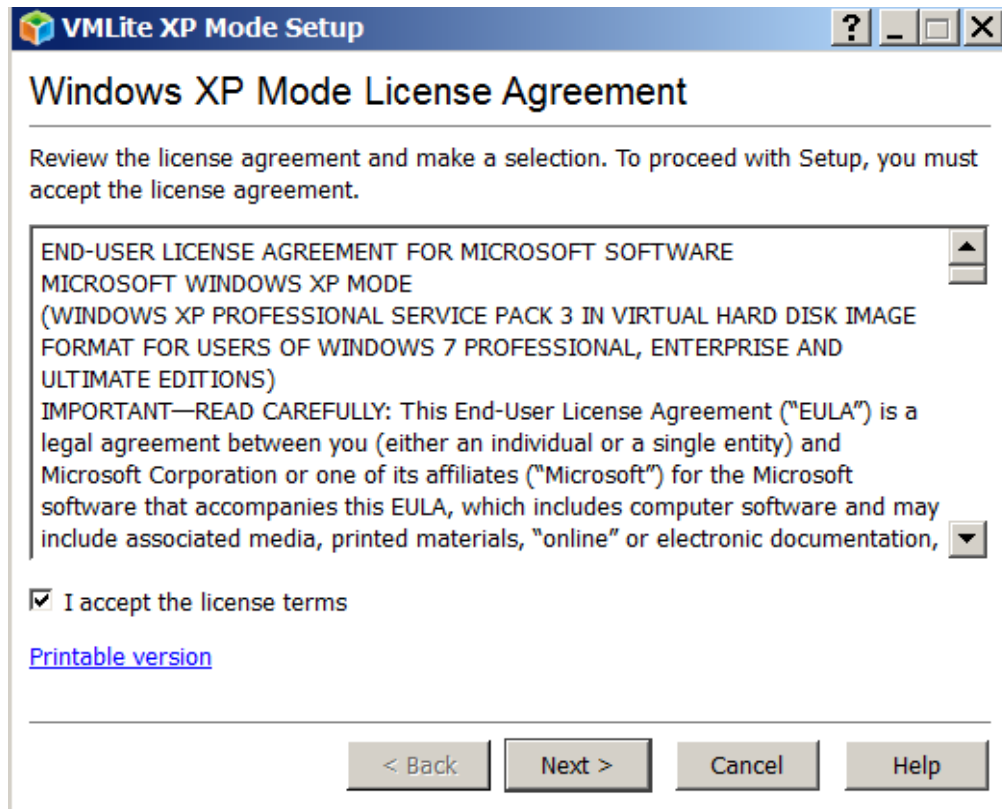 VMLite XP Mode Setup
Windows XP Mode License Agreement
Review the license agreement and make a selection. To proceed with Setup, you must
accept the license agreement.
END-USER LICENSE AGREEMENT FOR MICROSOFT SOFTWARE
MICROSOFT WINDOWS XP MODE
(WINDOWS XP PROFESSIONAL SERVICE PACK 3 IN VIRTUAL HARD DISK IMAGE
FORMAT FOR USERS OF WINDOWS 7 PROFESSIONAL, ENTERPRISE AND
ULTIMATE EDITIONS)
IMPORTANT—READ CAREFULLY: This End-User License Agreement (“EULA”) is a
legal agreement between you (either an individual or a single entity) and
Microsoft Corporation or one of its affiliates (“Microsoft”) for the Microsoft
software that accompanies this EULA, which includes computer software and may
include associated media, printed materials, “online” or electronic documentation,
I accept the license terms
Printable version
< Back Next > Cancel Help